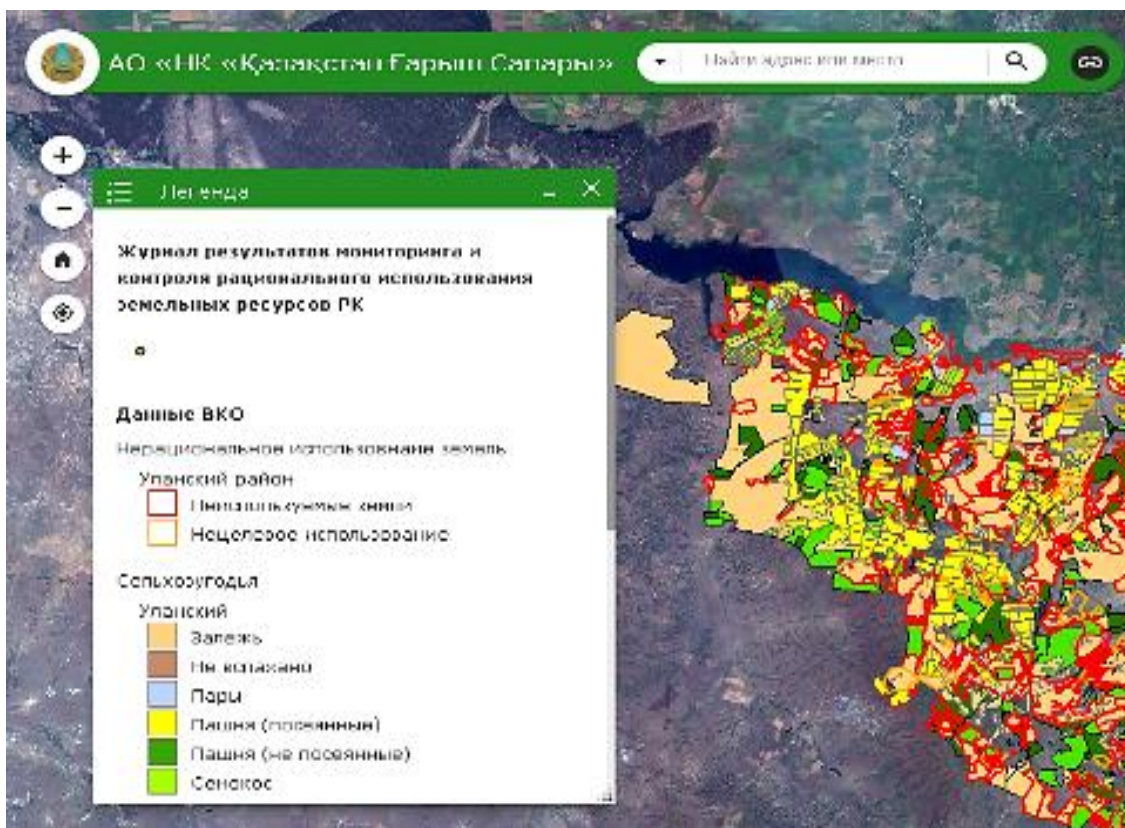 АО «НК «Қазақстан Ғарыш Сапары»
Найти адрес или место
Легенда
Журнал результатов мониторинга и
контроля рационального использования
земельных ресурсов РК
Данные ВКО
Нерациональное использование земель
Уланский район
Неиспользуемые земли
Нецелевое использование
Сельхозугодья
Уланский
Залежь
Не вспахано
Пары
Пашня (посеянные)
Пашня (не посеянные)
Сенокос